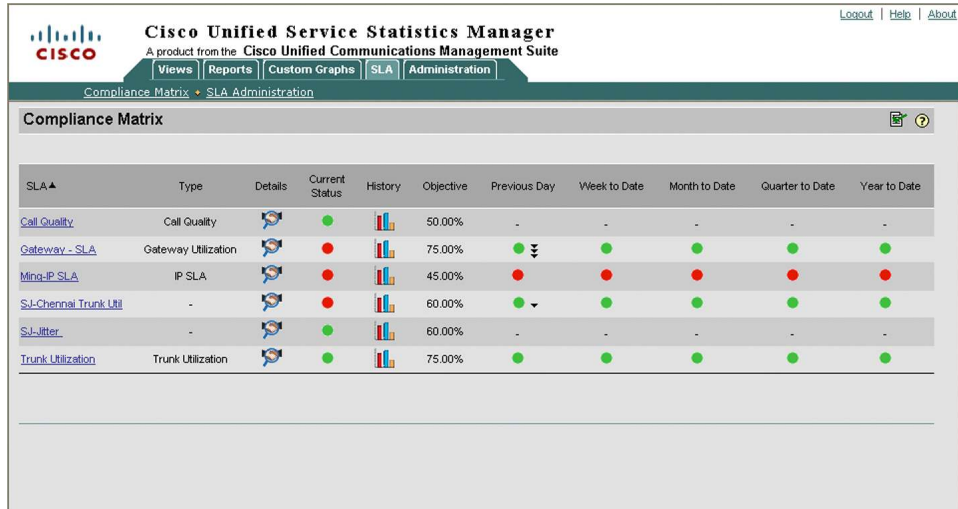 Logout | Help | About
CISCO
Cisco Unified Service Statistics Manager
A product from the Cisco Unified Communications Management Suite
Views Reports Custom Graphs SLA Administration
Compliance Matrix SLA Administration
Compliance Matrix ?
SLA Type Details Current Status History Objective Previous Day Week to Date Month to Date Quarter to Date Year to Date
Call Quality Call Quality 50.00% - - - - -
Gateway - SLA Gateway Utilization 75.00%
Ming-IP SLA IP SLA 45.00%
SJ-Chennai Trunk Util - 60.00%
SJ-Jitter - 60.00% - - - - -
Trunk Utilization Trunk Utilization 75.00%